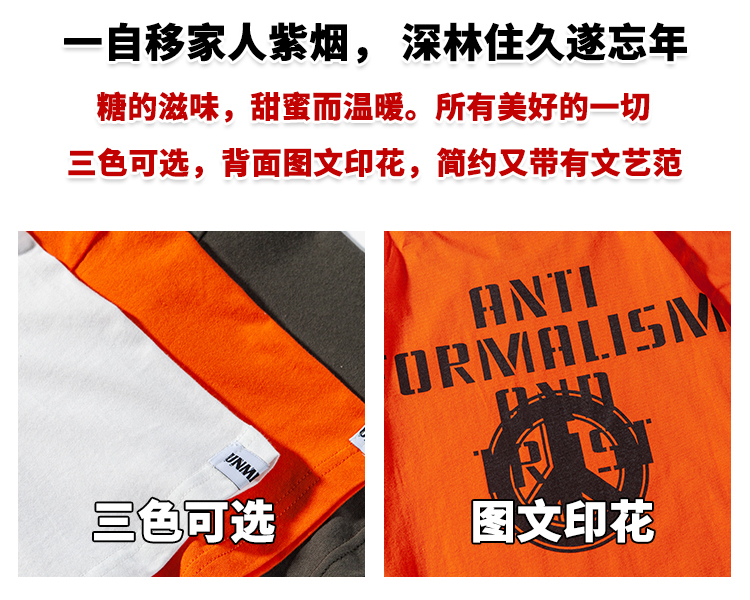 一自移家人紫烟， 深林住久遂忘年
糖的滋味，甜蜜而温暖。所有美好的一切
三色可选，背面图文印花，简约又带有文艺范
UNMI
三色可选
ANTI
FORMALISM
AND
图文印花